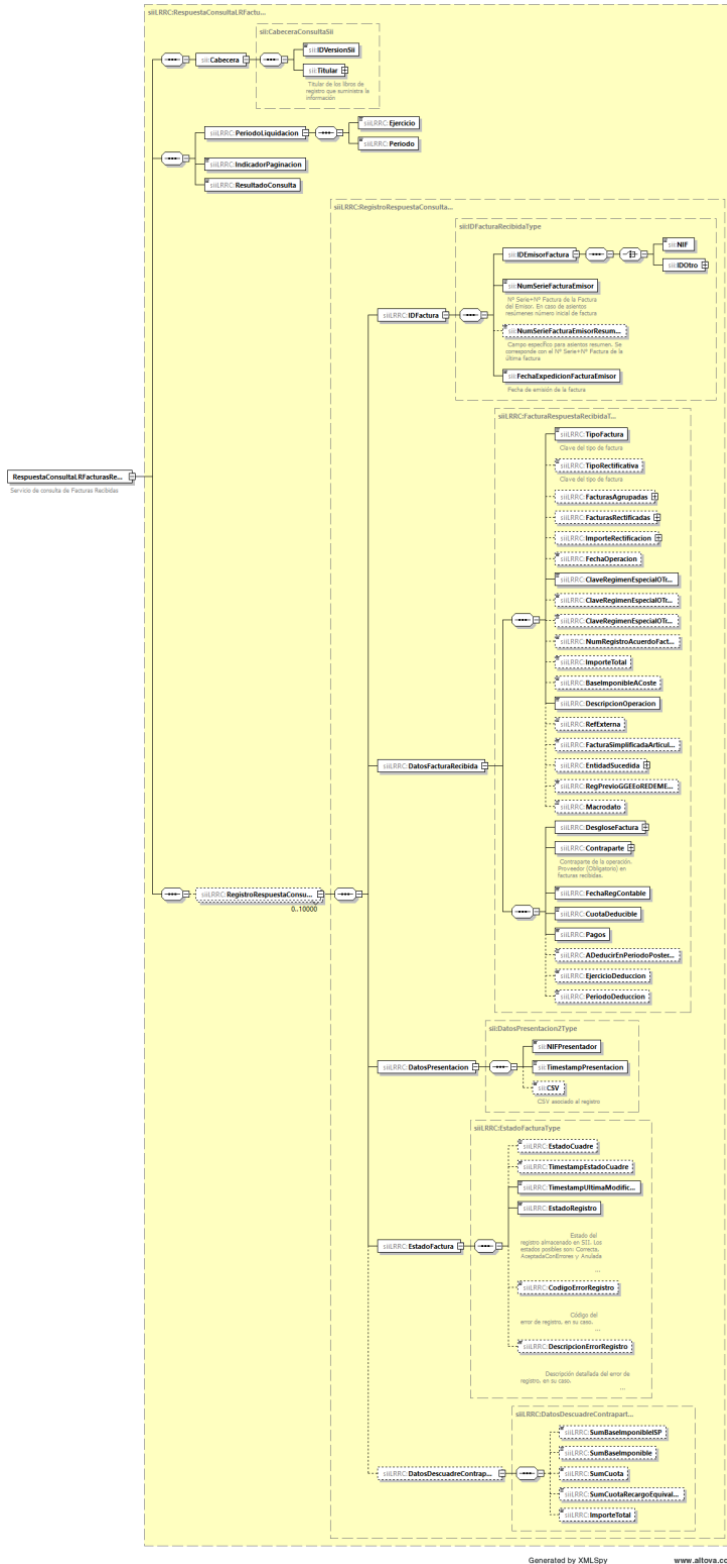 siiLRRC:RespuestaConsultaLRFactu...
sii:CabeceraConsultaSii
sii:IDVersionSii
sii:Cabecera
sii:Titular
Titular de los libros de
registro que suministra la
información
siiLRRC:Ejercicio
siiLRRC:PeriodoLiquidacion
siiLRRC:Periodo
siiLRRC:IndicadorPaginacion
siiLRRC:ResultadoConsulta
siiLRRC:RegistroRespuestaConsulta...
sii:IDFacturaRecibidaType
sii:NIF
sii:IDEmisorFactura
sii:IDOtro
sii:NumSerieFacturaEmisor
Nº Serie+Nº Factura de la Factura
del Emisor. En caso de asientos
resúmenes número inicial de factura
siiLRRC:IDFactura
sii:NumSerieFacturaEmisorResum...
Campo específico para asientos resumen. Se
corresponde con el Nº Serie+Nº Factura de la
última factura
sii:FechaExpedicionFacturaEmisor
Fecha de emisión de la factura
siiLRRC:FacturaRespuestaRecibidaT...
siiLRRC:TipoFactura
Clave del tipo de factura
siiLRRC:TipoRectificativa
Clave del tipo de factura
RespuestaConsultaLRFacturasRe...
Servicio de consulta de Facturas Recibidas
siiLRRC:FacturasAgrupadas
siiLRRC:FacturasRectificadas
siiLRRC:ImporteRectificacion
siiLRRC:FechaOperacion
siiLRRC:ClaveRegimenEspecialOTr...
siiLRRC:ClaveRegimenEspecialOTr...
siiLRRC:ClaveRegimenEspecialOTr...
siiLRRC:NumRegistroAcuerdoFact...
siiLRRC:ImporteTotal
siiLRRC:BaseImponibleACoste
siiLRRC:DescripcionOperacion
siiLRRC:RefExterna
siiLRRC:FacturaSimplificadaArticul...
siiLRRC:DatosFacturaRecibida
siiLRRC:EntidadSucedida
siiLRRC:RegPrevioGGEEoREDEME...
siiLRRC:Macrodato
siiLRRC:DesgloseFactura
siiLRRC:Contraparte
Contraparte de la operación.
Proveedor (Obligatorio) en
facturas recibidas.
siiLRRC:RegistroRespuestaConsu...
0..10000
siiLRRC:FechaRegContable
siiLRRC:CuotaDeducible
siiLRRC:Pagos
siiLRRC:ADeducirEnPeriodoPoster...
siiLRRC:EjercicioDeduccion
siiLRRC:PeriodoDeduccion
sii:DatosPresentacion2Type
sii:NIFPresentador
siiLRRC:DatosPresentacion
sii:TimestampPresentacion
sii:CSV
CSV asociado al registro
siiLRRC:EstadoFacturaType
siiLRRC:EstadoCuadre
siiLRRC:TimestampEstadoCuadre
siiLRRC:TimestampUltimaModific...
siiLRRC:EstadoRegistro
Estado del
registro almacenado en SII. Los
estados posibles son: Correcta,
AceptadaConErrores y Anulada
...
siiLRRC:EstadoFactura
siiLRRC:CodigoErrorRegistro
Código del
error de registro, en su caso.
...
siiLRRC:DescripcionErrorRegistro
Descripción detallada del error de
registro, en su caso.
...
siiLRRC:DatosDescuadreContrapart...
siiLRRC:SumBaseImponibleISP
siiLRRC:SumBaseImponible
siiLRRC:DatosDescuadreContrap...
siiLRRC:SumCuota
siiLRRC:SumCuotaRecargoEquival...
siiLRRC:ImporteTotal
Generated by XMLSpy